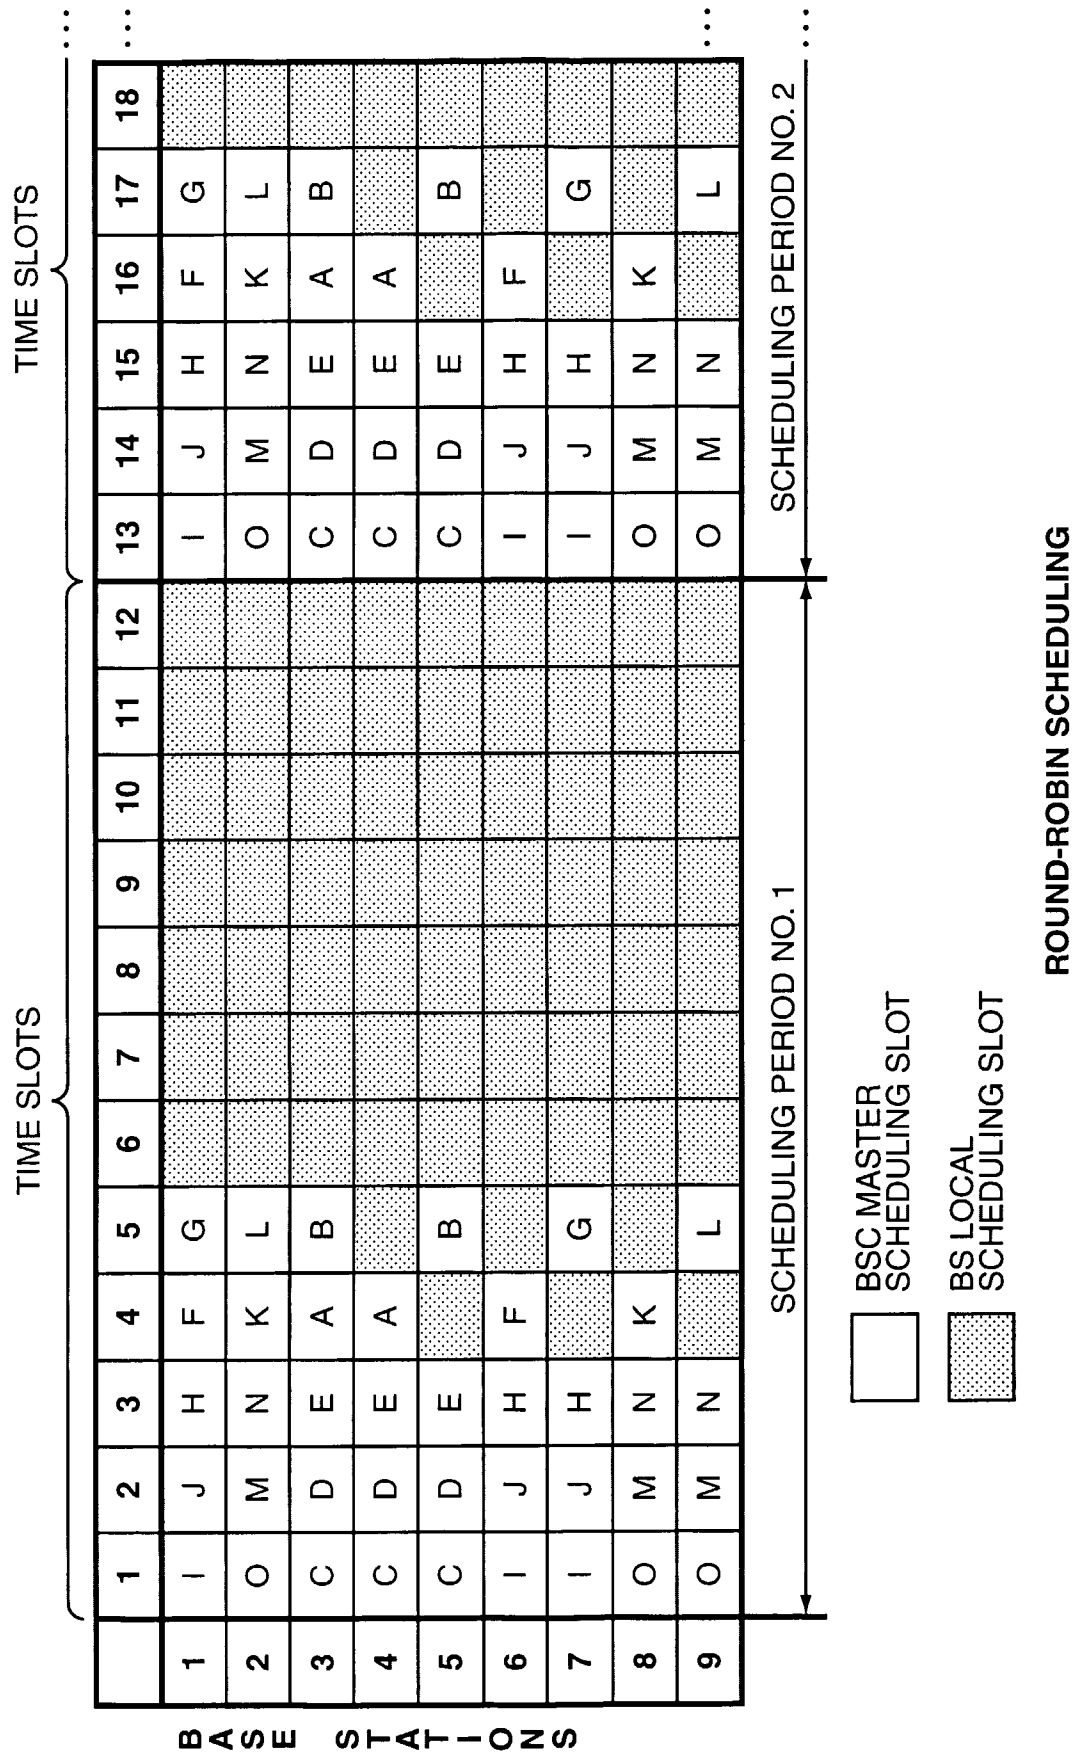 TIME SLOTS TIME SLOTS
1 2 3 4 5 6 7 8 9 10 11 12 13 14 15 16 17 18 ...
BASE STATIONS
1 I J H F G I J H F G
2 O M N K L O M N K L
3 C D E A B C D E A B
4 C D E A C D E A
5 C D E B C D E B
6 I J H F I J H F
7 I J H G I J H G
8 O M N K O M N K
9 O M N L O M N L ...
SCHEDULING PERIOD NO. 1 SCHEDULING PERIOD NO. 2 ...
BSC MASTER
SCHEDULING SLOT
BS LOCAL
SCHEDULING SLOT
ROUND-ROBIN SCHEDULING